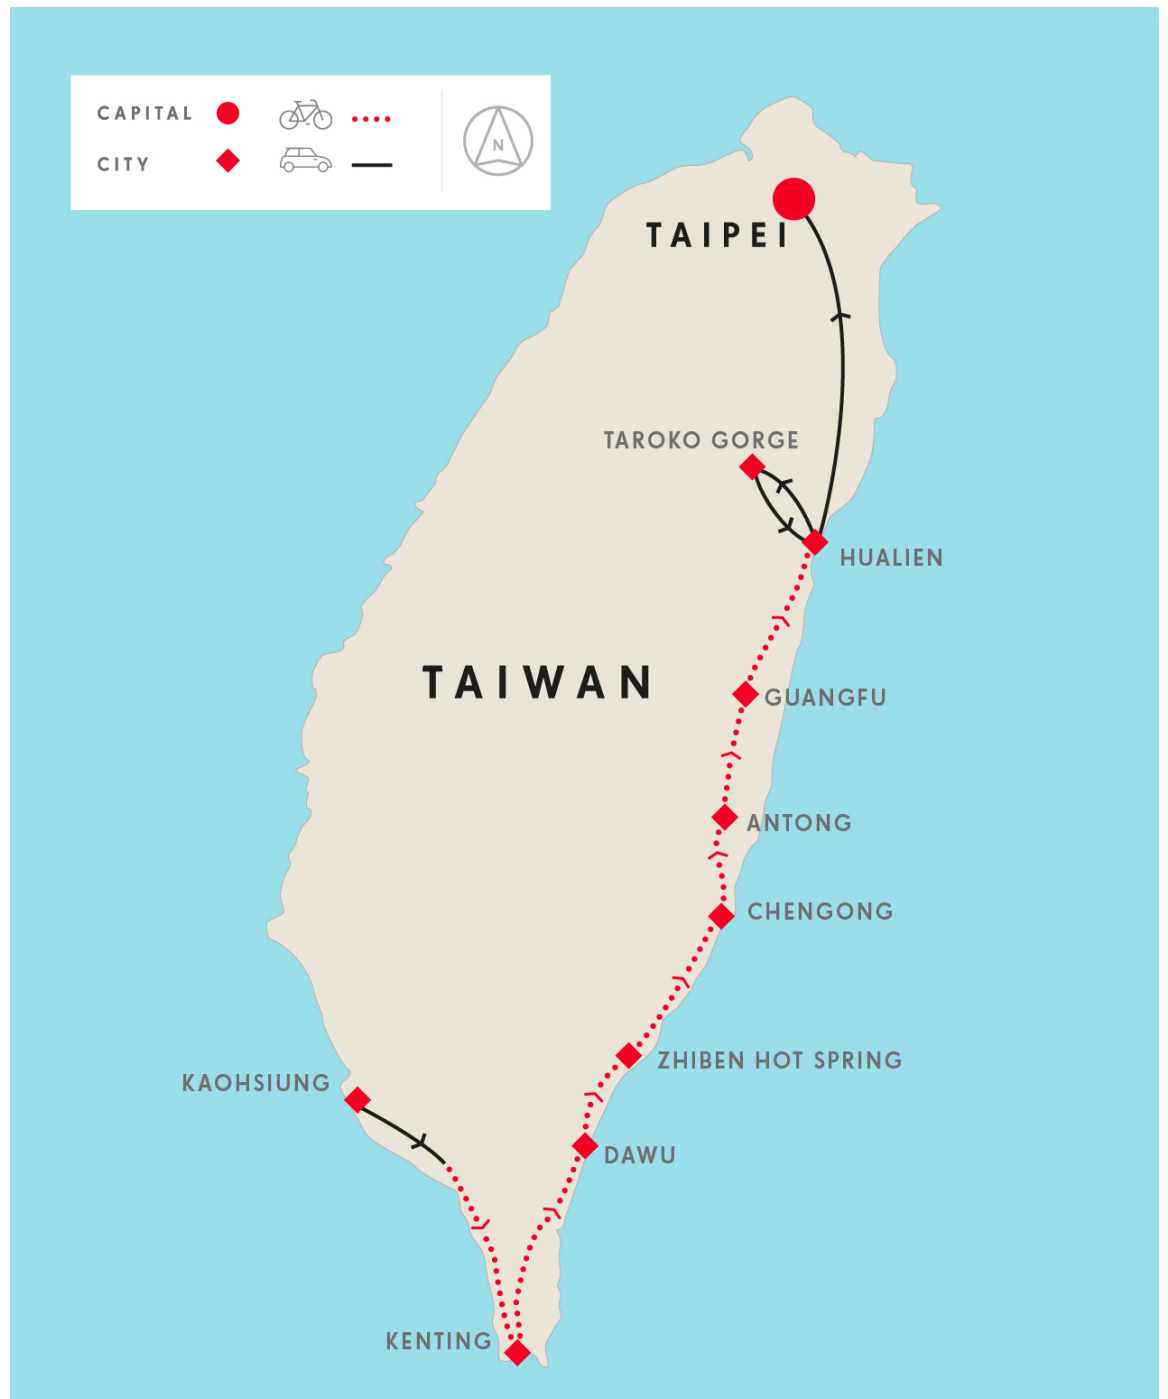 CAPITAL
CITY
N
TAIPEI
TAROKO GORGE
HUALIEN
TAIWAN
GUANGFU
ANTONG
CHENGONG
ZHIBEN HOT SPRING
KAOHSIUNG
DAWU
KENTING